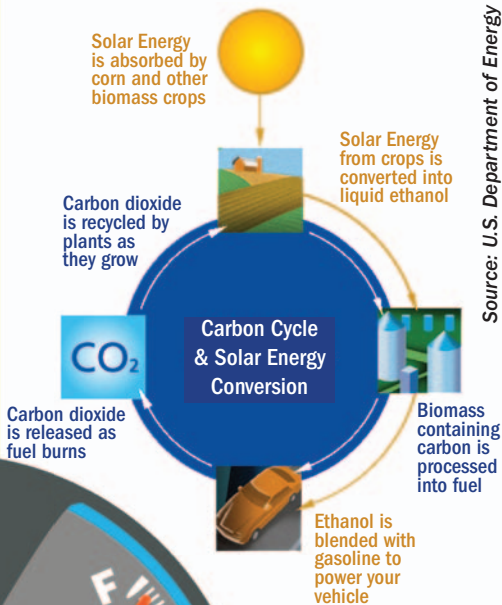 Solar Energy
is absorbed by
corn and other
biomass crops
Solar Energy
from crops is
converted into
liquid ethanol
Carbon dioxide
is recycled by
plants as
they grow
Carbon Cycle
& Solar Energy
Conversion
CO₂
Carbon dioxide
is released as
fuel burns
Biomass
containing
carbon is
processed
into fuel
Ethanol is
blended with
gasoline to
power your
vehicle
F
Source: U.S. Department of Energy